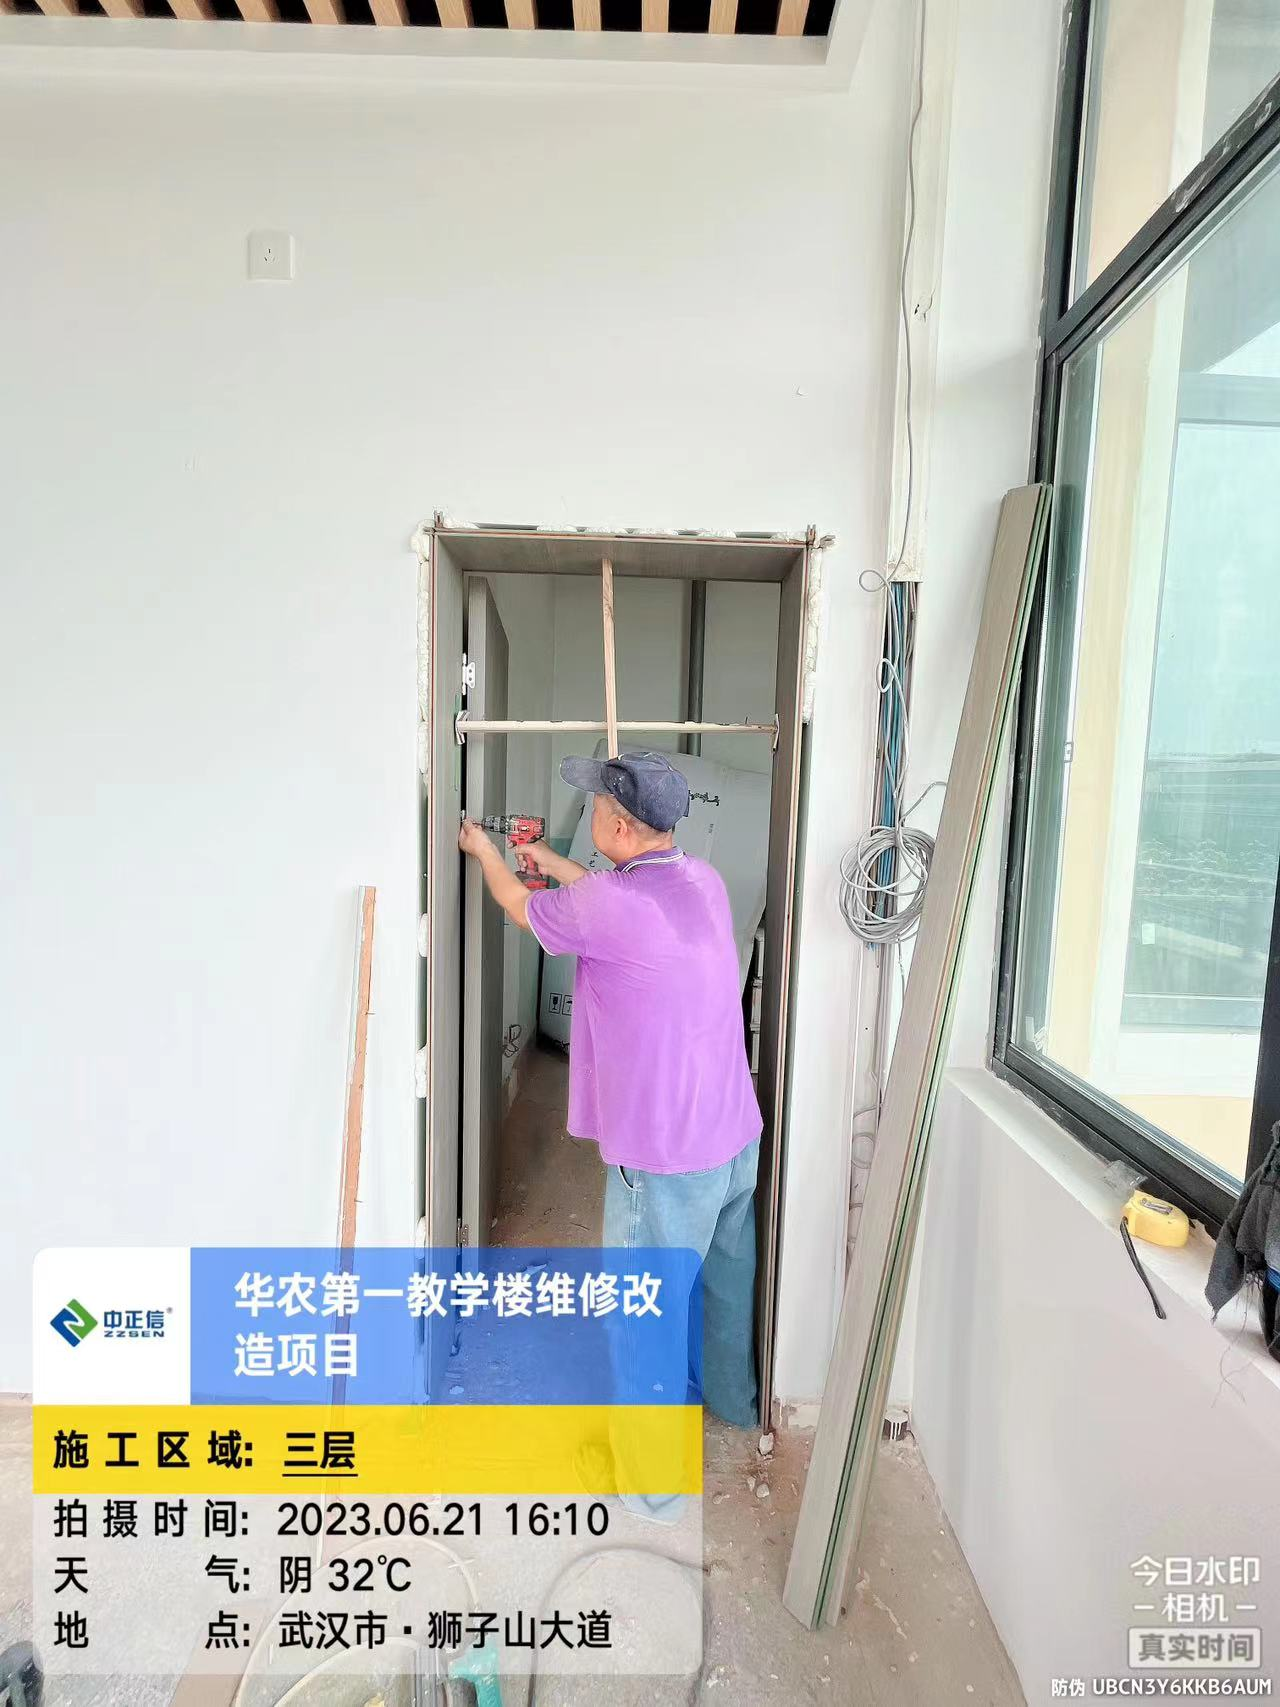 工艺
中正信®
ZZSEN
华农第一教学楼维修改
造项目
施工区域: 三层
拍摄时间: 2023.06.21 16:10
天气: 阴 32℃
地点: 武汉市·狮子山大道
今日水印
相机
真实时间
防伪 UBCN3Y6KKB6AUM